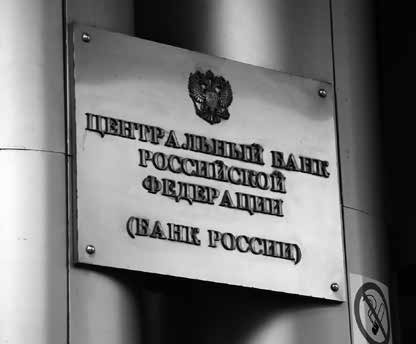 ЦЕНТРАЛЬНЫЙ БАНК
РОССИЙСКОЙ
ФЕДЕРАЦИИ
(БАНК РОССИИ)